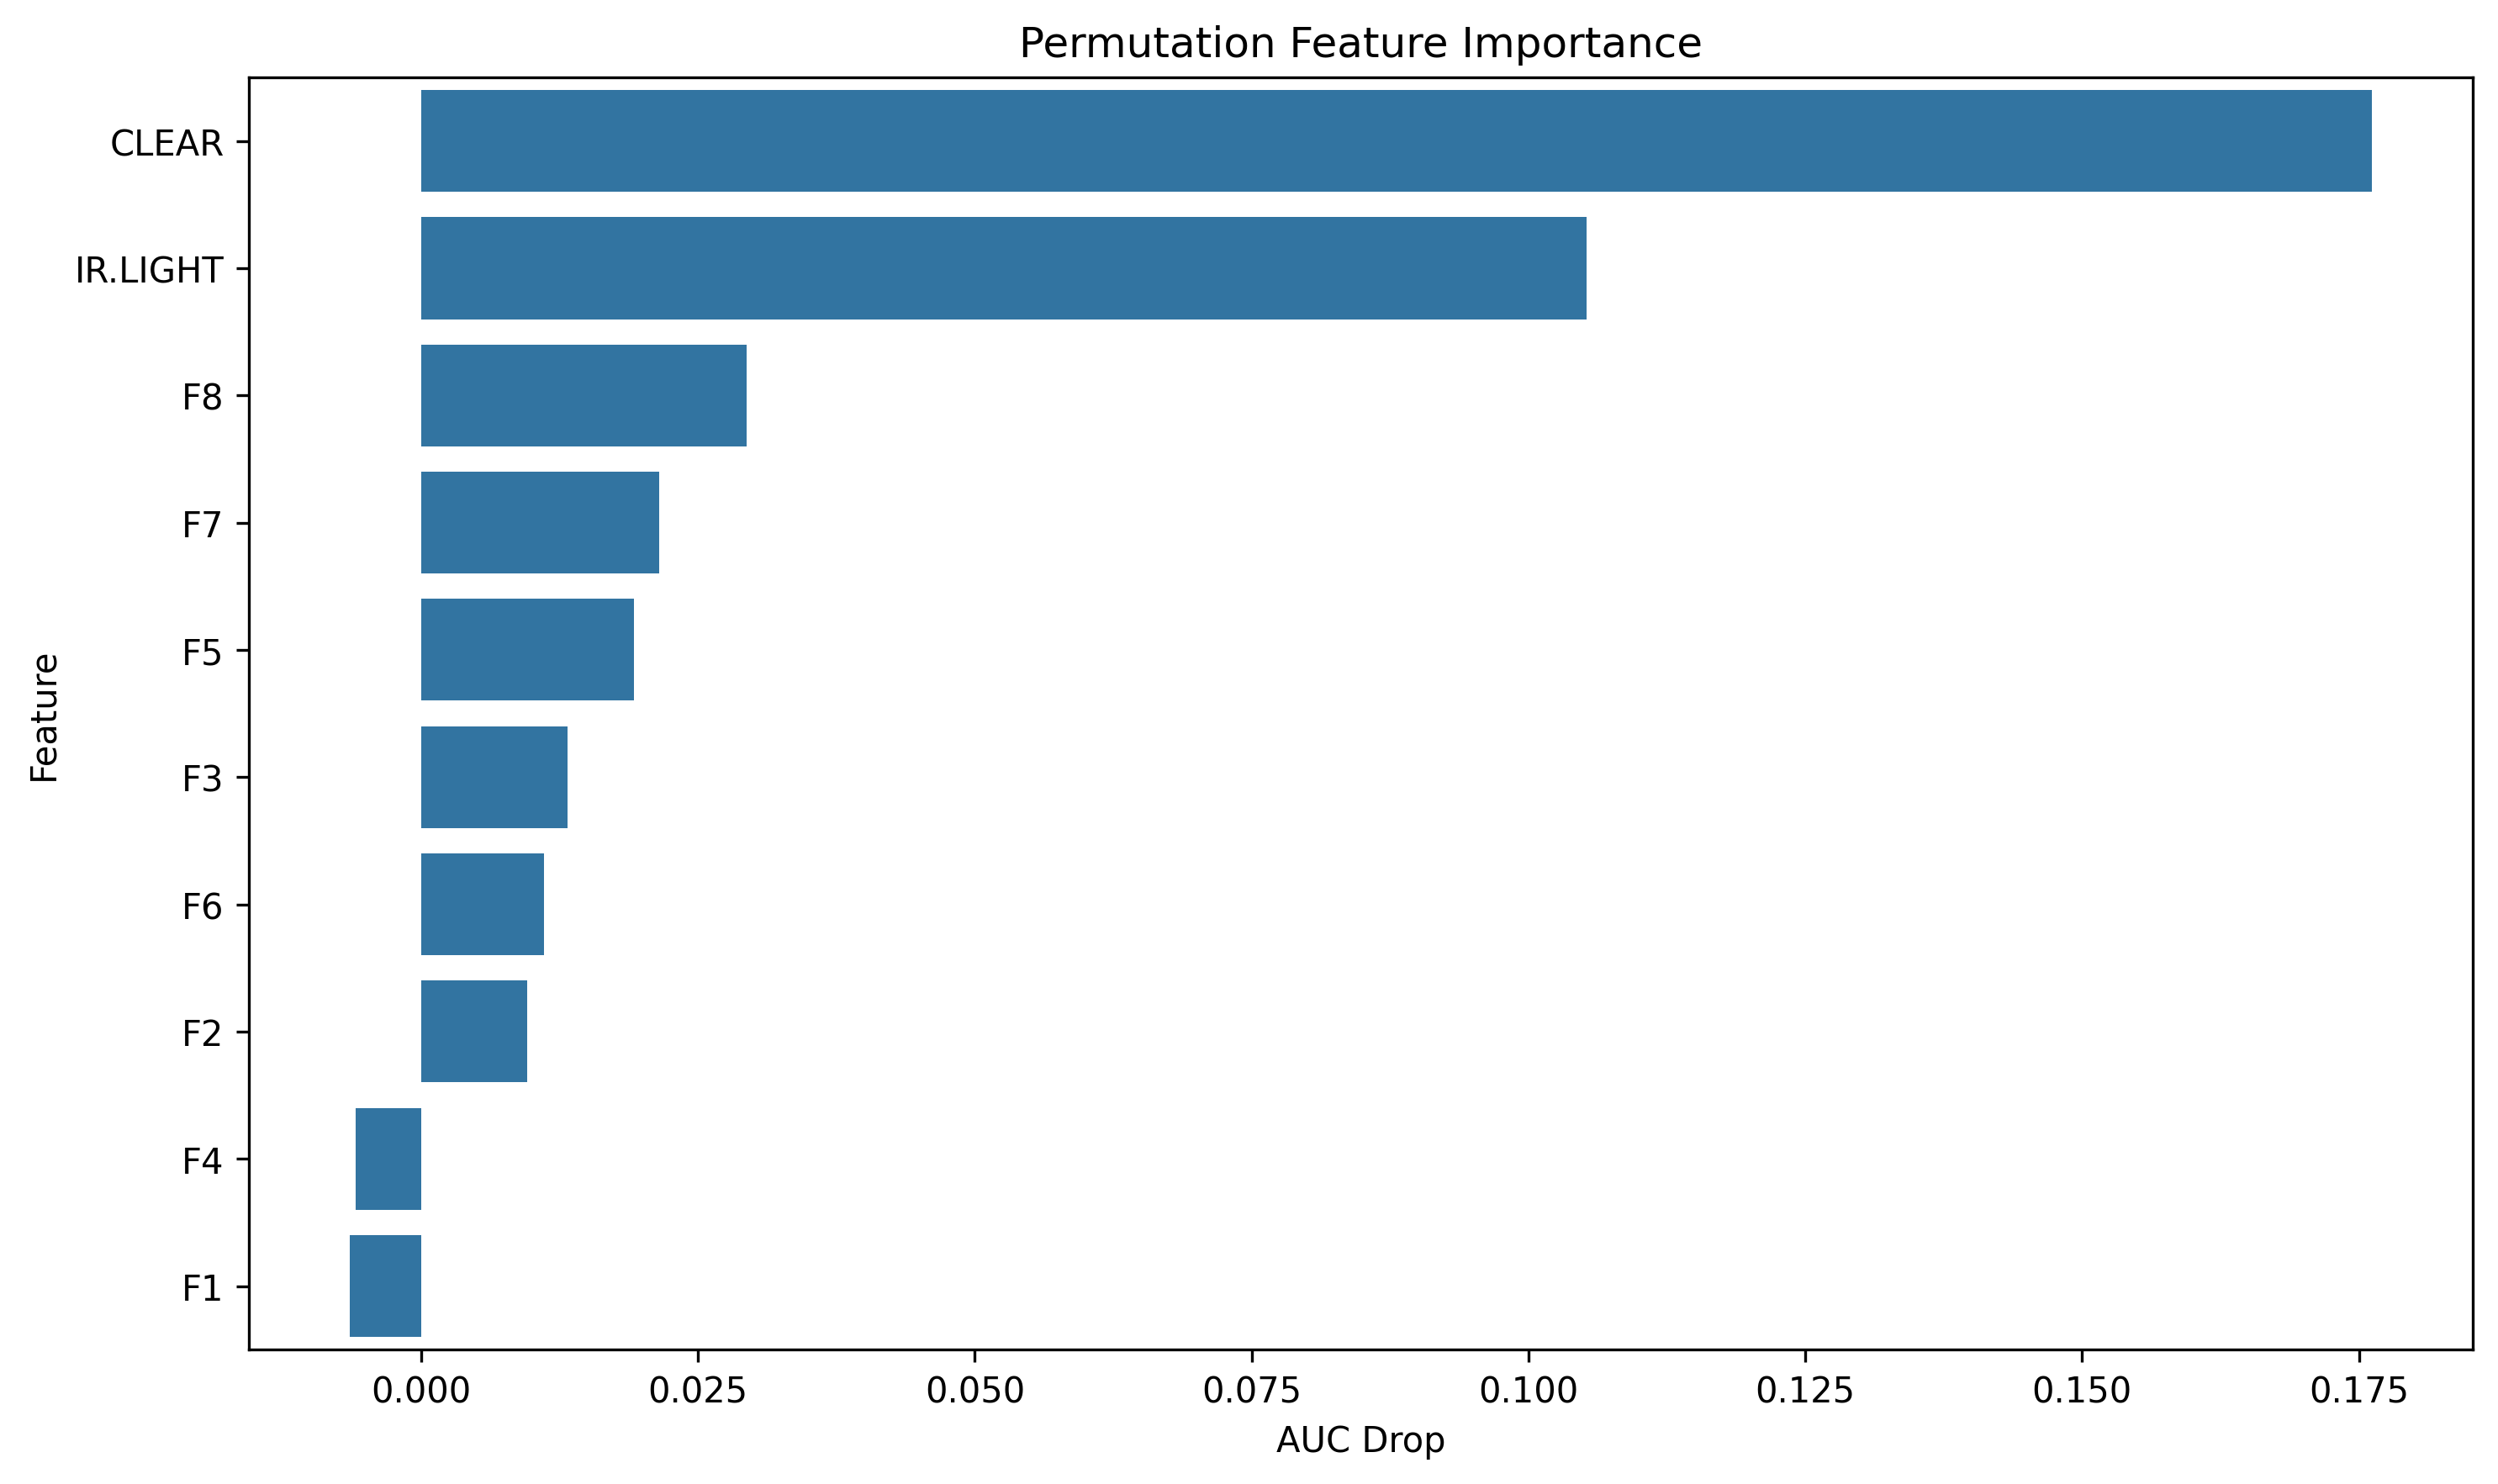 Permutation Feature Importance
CLEAR
IR.LIGHT
F8
F7
F5
F3
F6
F2
F4
F1
Feature
0.000 0.025 0.050 0.075 0.100 0.125 0.150 0.175
AUC Drop